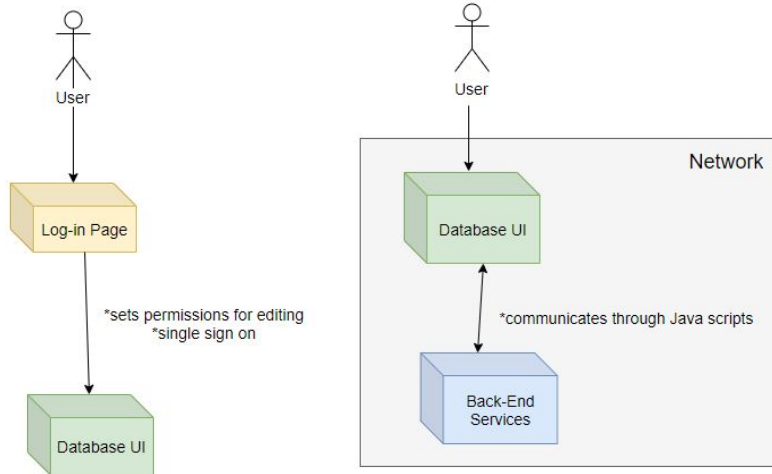 User
Log-in Page
*sets permissions for editing
*single sign on
Database UI
User
Network
Database UI
*communicates through Java scripts
Back-End
Services